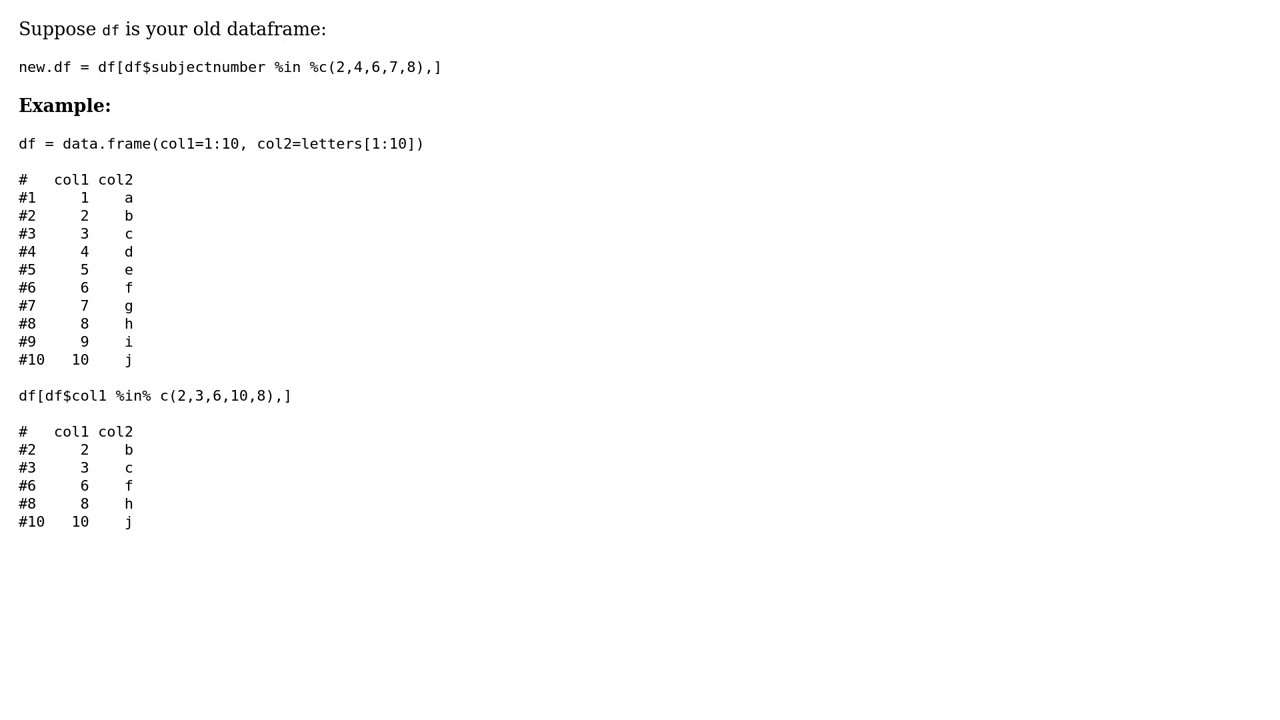 Suppose df is your old dataframe:
new.df = df[df$subjectnumber %in %c(2,4,6,7,8),]
Example:
df = data.frame(col1=1:10, col2=letters[1:10])
#   col1 col2
#1     1    a
#2     2    b
#3     3    c
#4     4    d
#5     5    e
#6     6    f
#7     7    g
#8     8    h
#9     9    i
#10   10    j
df[df$col1 %in% c(2,3,6,10,8),]
#   col1 col2
#2     2    b
#3     3    c
#6     6    f
#8     8    h
#10   10    j